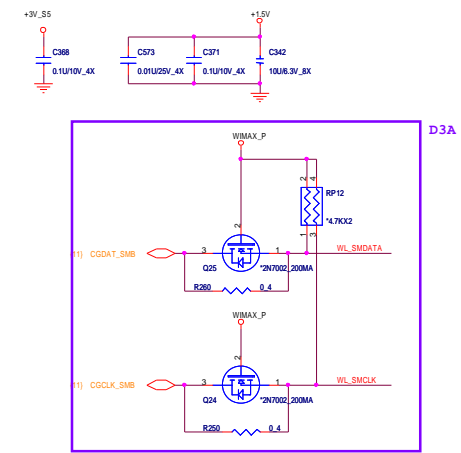 +3V_S5 +1.5V
C368 C573 C371 C342
0.1U/10V_4X 0.01U/25V_4X 0.1U/10V_4X 10U/6.3V_8X
D3A
WIMAX_P
2 4
RP12
*4.7KX2
2 1 3
11) CGDAT_SMB 3 1 WL_SMDATA
Q25 *2N7002_200MA
R260 0_4
WIMAX_P
2
11) CGCLK_SMB 3 1 WL_SMCLK
Q24 *2N7002_200MA
R250 0_4